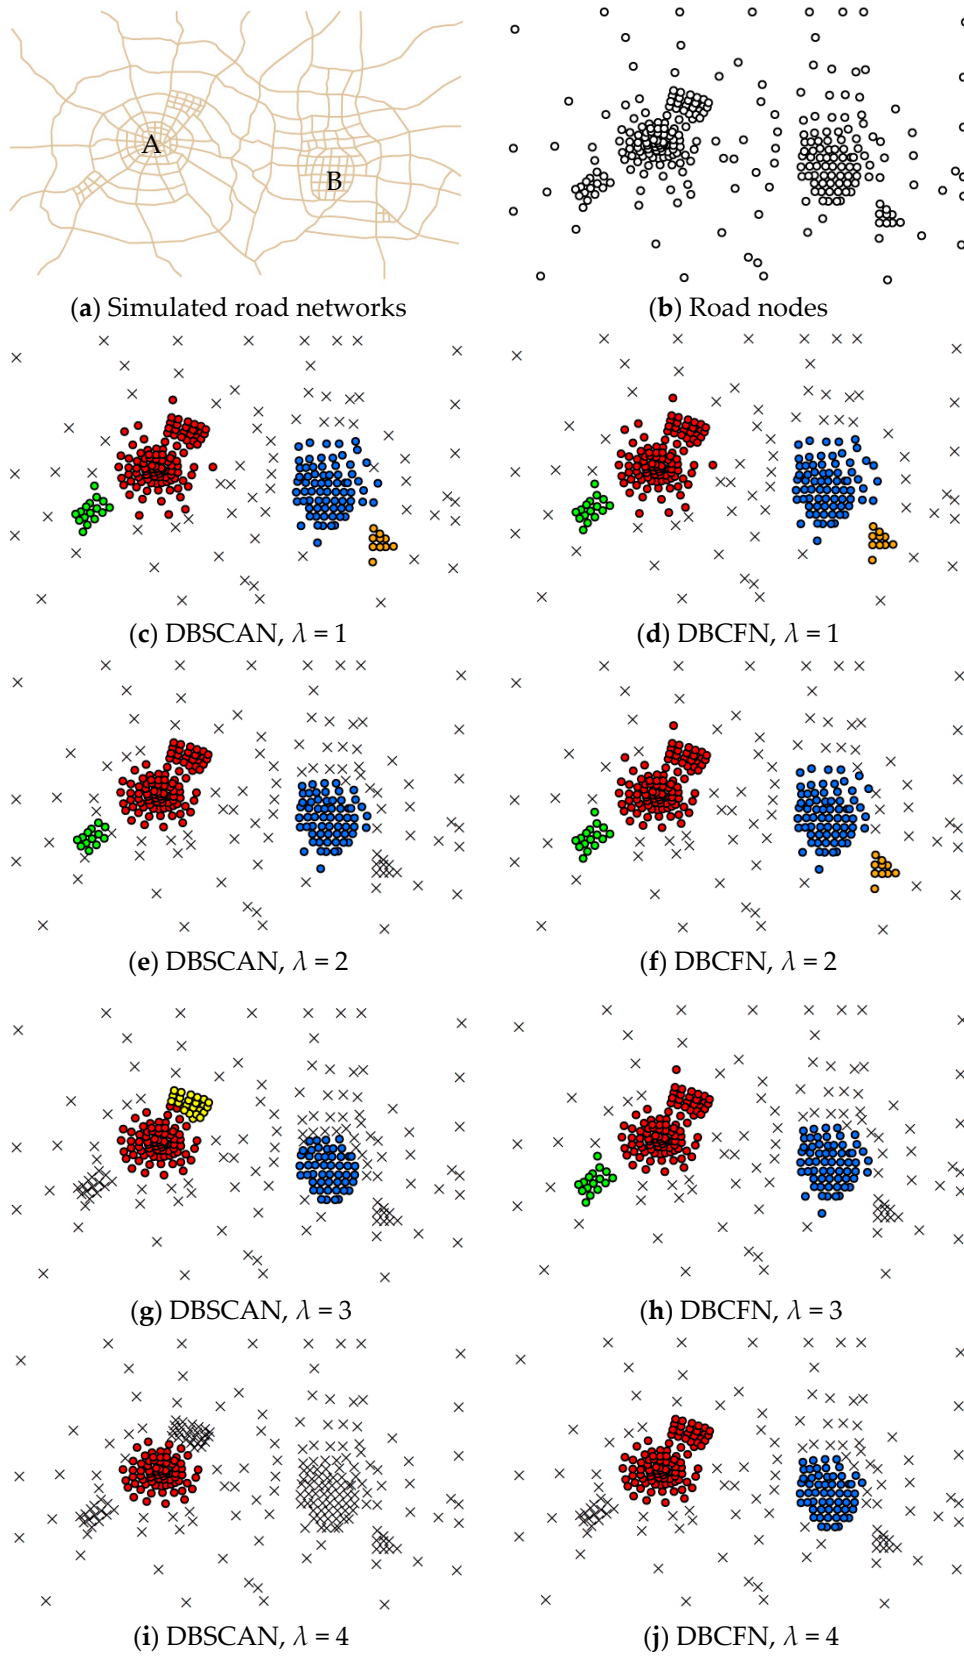 A
B
(a) Simulated road networks
(b) Road nodes
(c) DBSCAN, λ = 1
(d) DBCFN, λ = 1
(e) DBSCAN, λ = 2
(f) DBCFN, λ = 2
(g) DBSCAN, λ = 3
(h) DBCFN, λ = 3
(i) DBSCAN, λ = 4
(j) DBCFN, λ = 4